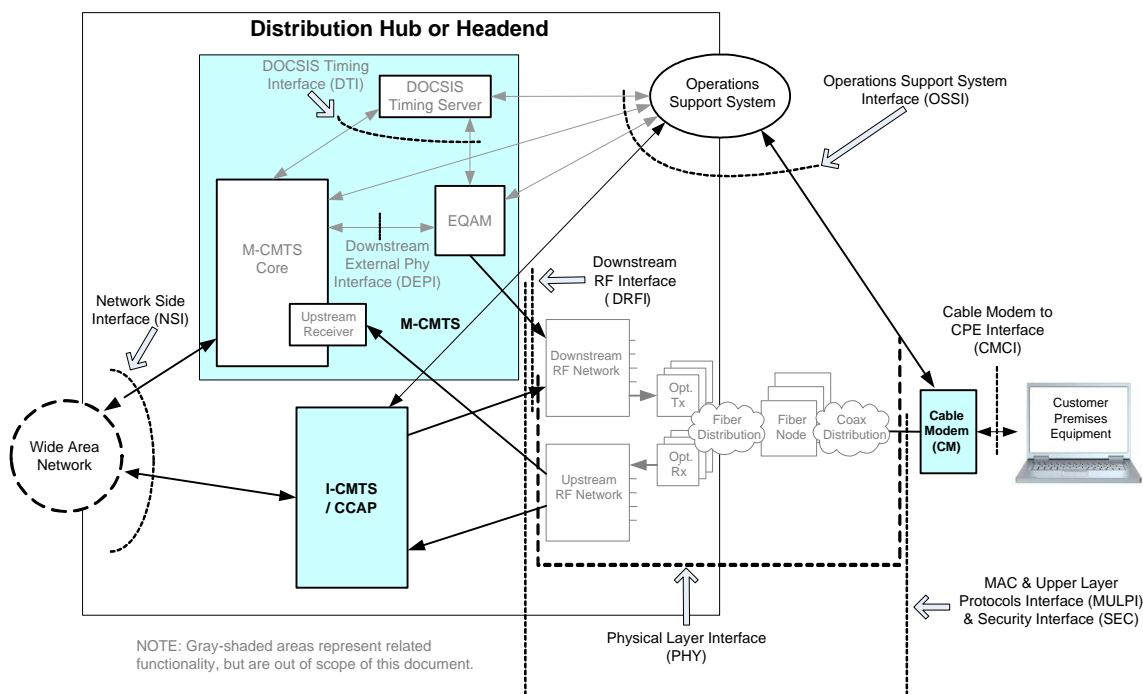 Distribution Hub or Headend
DOCSIS Timing
Interface (DTI)
DOCSIS
Timing Server
Operations
Support System
Operations Support System
Interface (OSSI)
M-CMTS
Core
EQAM
Downstream
External Phy
Interface (DEPI)
Upstream
Receiver
M-CMTS
Network Side
Interface (NSI)
Downstream
RF Interface
( DRFI)
Cable Modem to
CPE Interface
(CMCI)
Downstream
RF Network
Opt.
Tx
Fiber
Distribution
Fiber
Node
Coax
Distribution
Cable
Modem
(CM)
Customer
Premises
Equipment
Wide Area
Network
I-CMTS
/ CCAP
Upstream
RF Network
Opt.
Rx
Physical Layer Interface
(PHY)
MAC & Upper Layer
Protocols Interface (MULPI)
& Security Interface (SEC)
NOTE: Gray-shaded areas represent related
functionality, but are out of scope of this document.